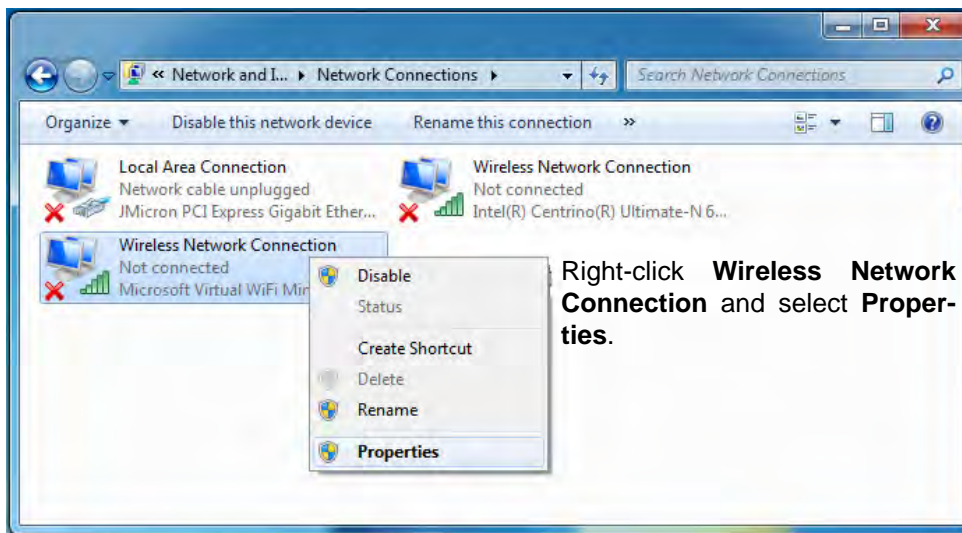 « Network and I... ▸ Network Connections ▸
Search Network Connections
Organize ▾ Disable this network device Rename this connection »
Local Area Connection
Network cable unplugged
JMicron PCI Express Gigabit Ether...
Wireless Network Connection
Not connected
Intel(R) Centrino(R) Ultimate-N 6...
Wireless Network Connection
Not connected
Microsoft Virtual WiFi Min
Disable
Status
Create Shortcut
Delete
Rename
Properties
Right-click Wireless Network
Connection and select Proper-
ties.